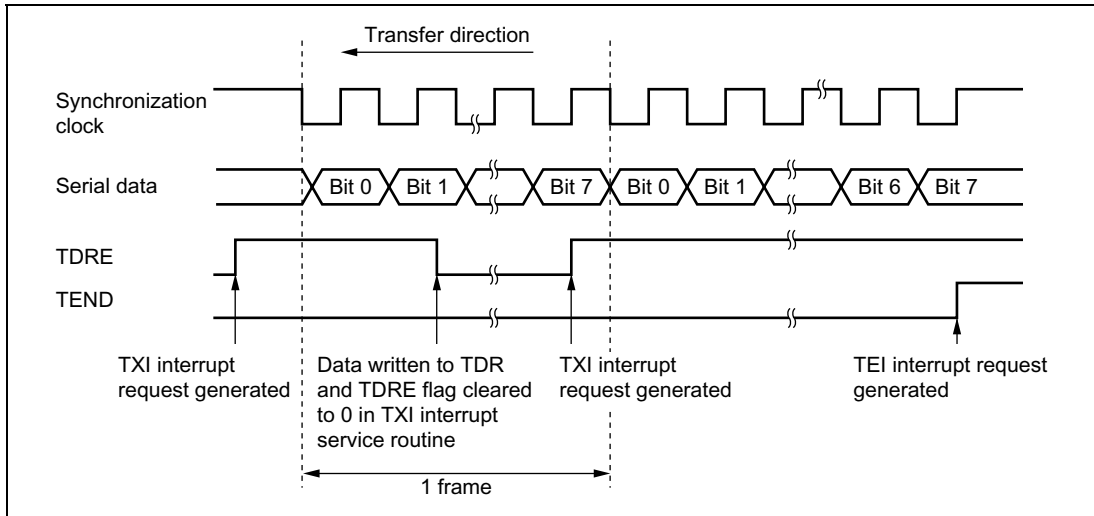 Transfer direction
Synchronization
clock
Serial data
Bit 0
Bit 1
Bit 7
Bit 0
Bit 1
Bit 6
Bit 7
TDRE
TEND
TXI interrupt
request generated
Data written to TDR
and TDRE flag cleared
to 0 in TXI interrupt
service routine
TXI interrupt
request generated
TEI interrupt request
generated
1 frame